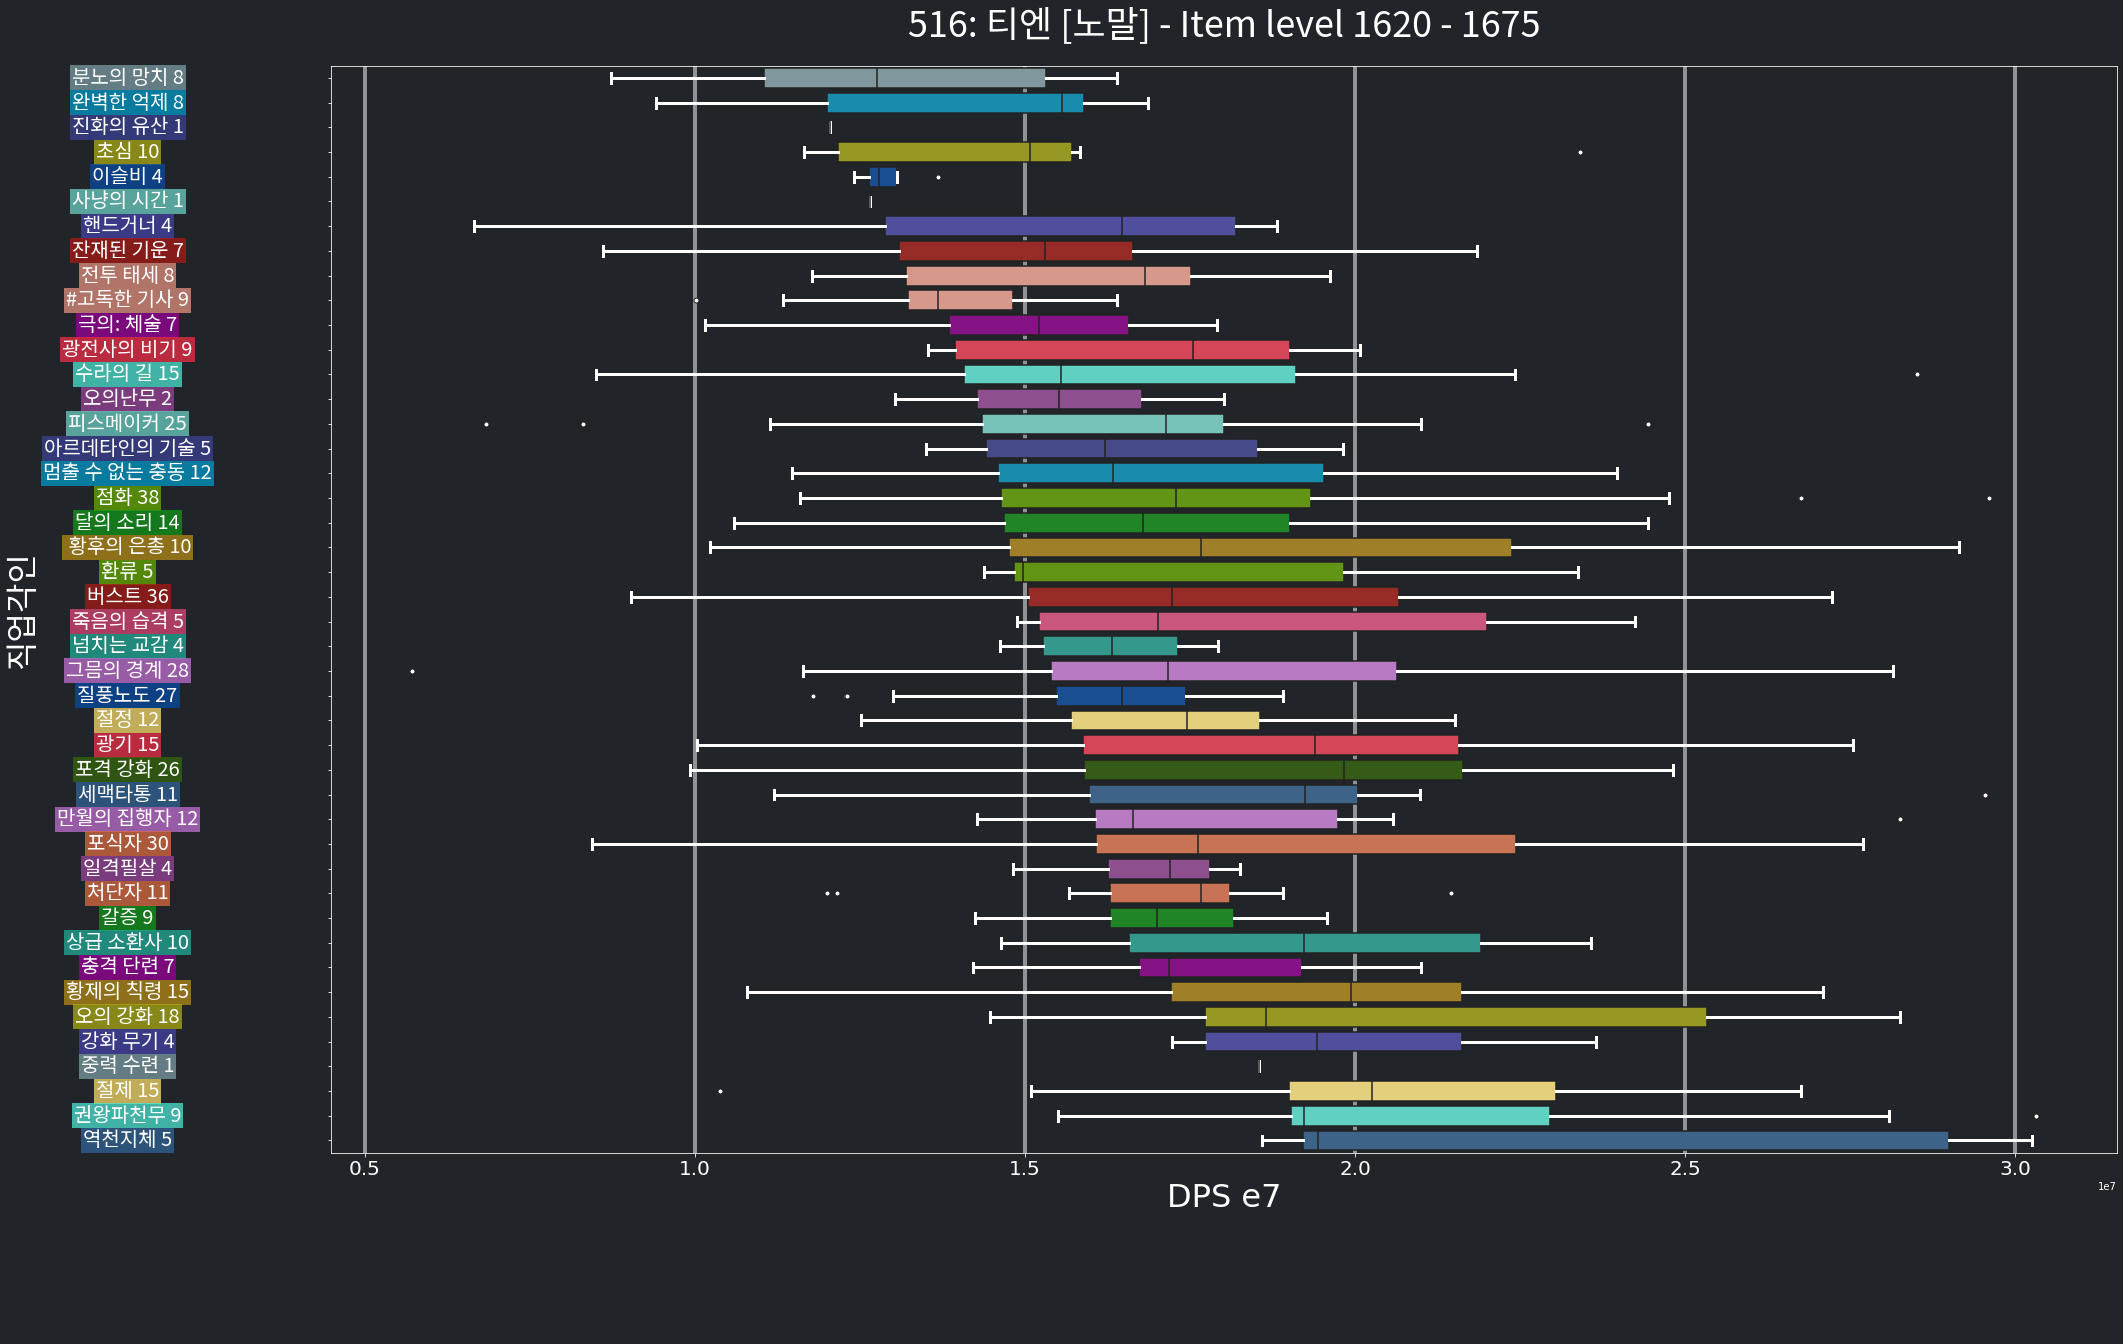 516: 티엔 [노말] - Item level 1620 - 1675
분노의 망치 8
완벽한 억제 8
진화의 유산 1
초심 10
이슬비 4
사냥의 시간 1
핸드거너 4
잔재된 기운 7
전투 태세 8
#고독한 기사 9
극의: 체술 7
광전사의 비기 9
수라의 길 15
오의난무 2
피스메이커 25
아르데타인의 기술 5
멈출 수 없는 충동 12
점화 38
달의 소리 14
황후의 은총 10
환류 5
버스트 36
죽음의 습격 5
넘치는 교감 4
그믐의 경계 28
질풍노도 27
절정 12
광기 15
포격 강화 26
세맥타통 11
만월의 집행자 12
포식자 30
일격필살 4
처단자 11
갈증 9
상급 소환사 10
충격 단련 7
황제의 칙령 15
오의 강화 18
강화 무기 4
중력 수련 1
절제 15
권왕파천무 9
역천지체 5
직업각인
0.5 1.0 1.5 2.0 2.5 3.0
1e7
DPS e7